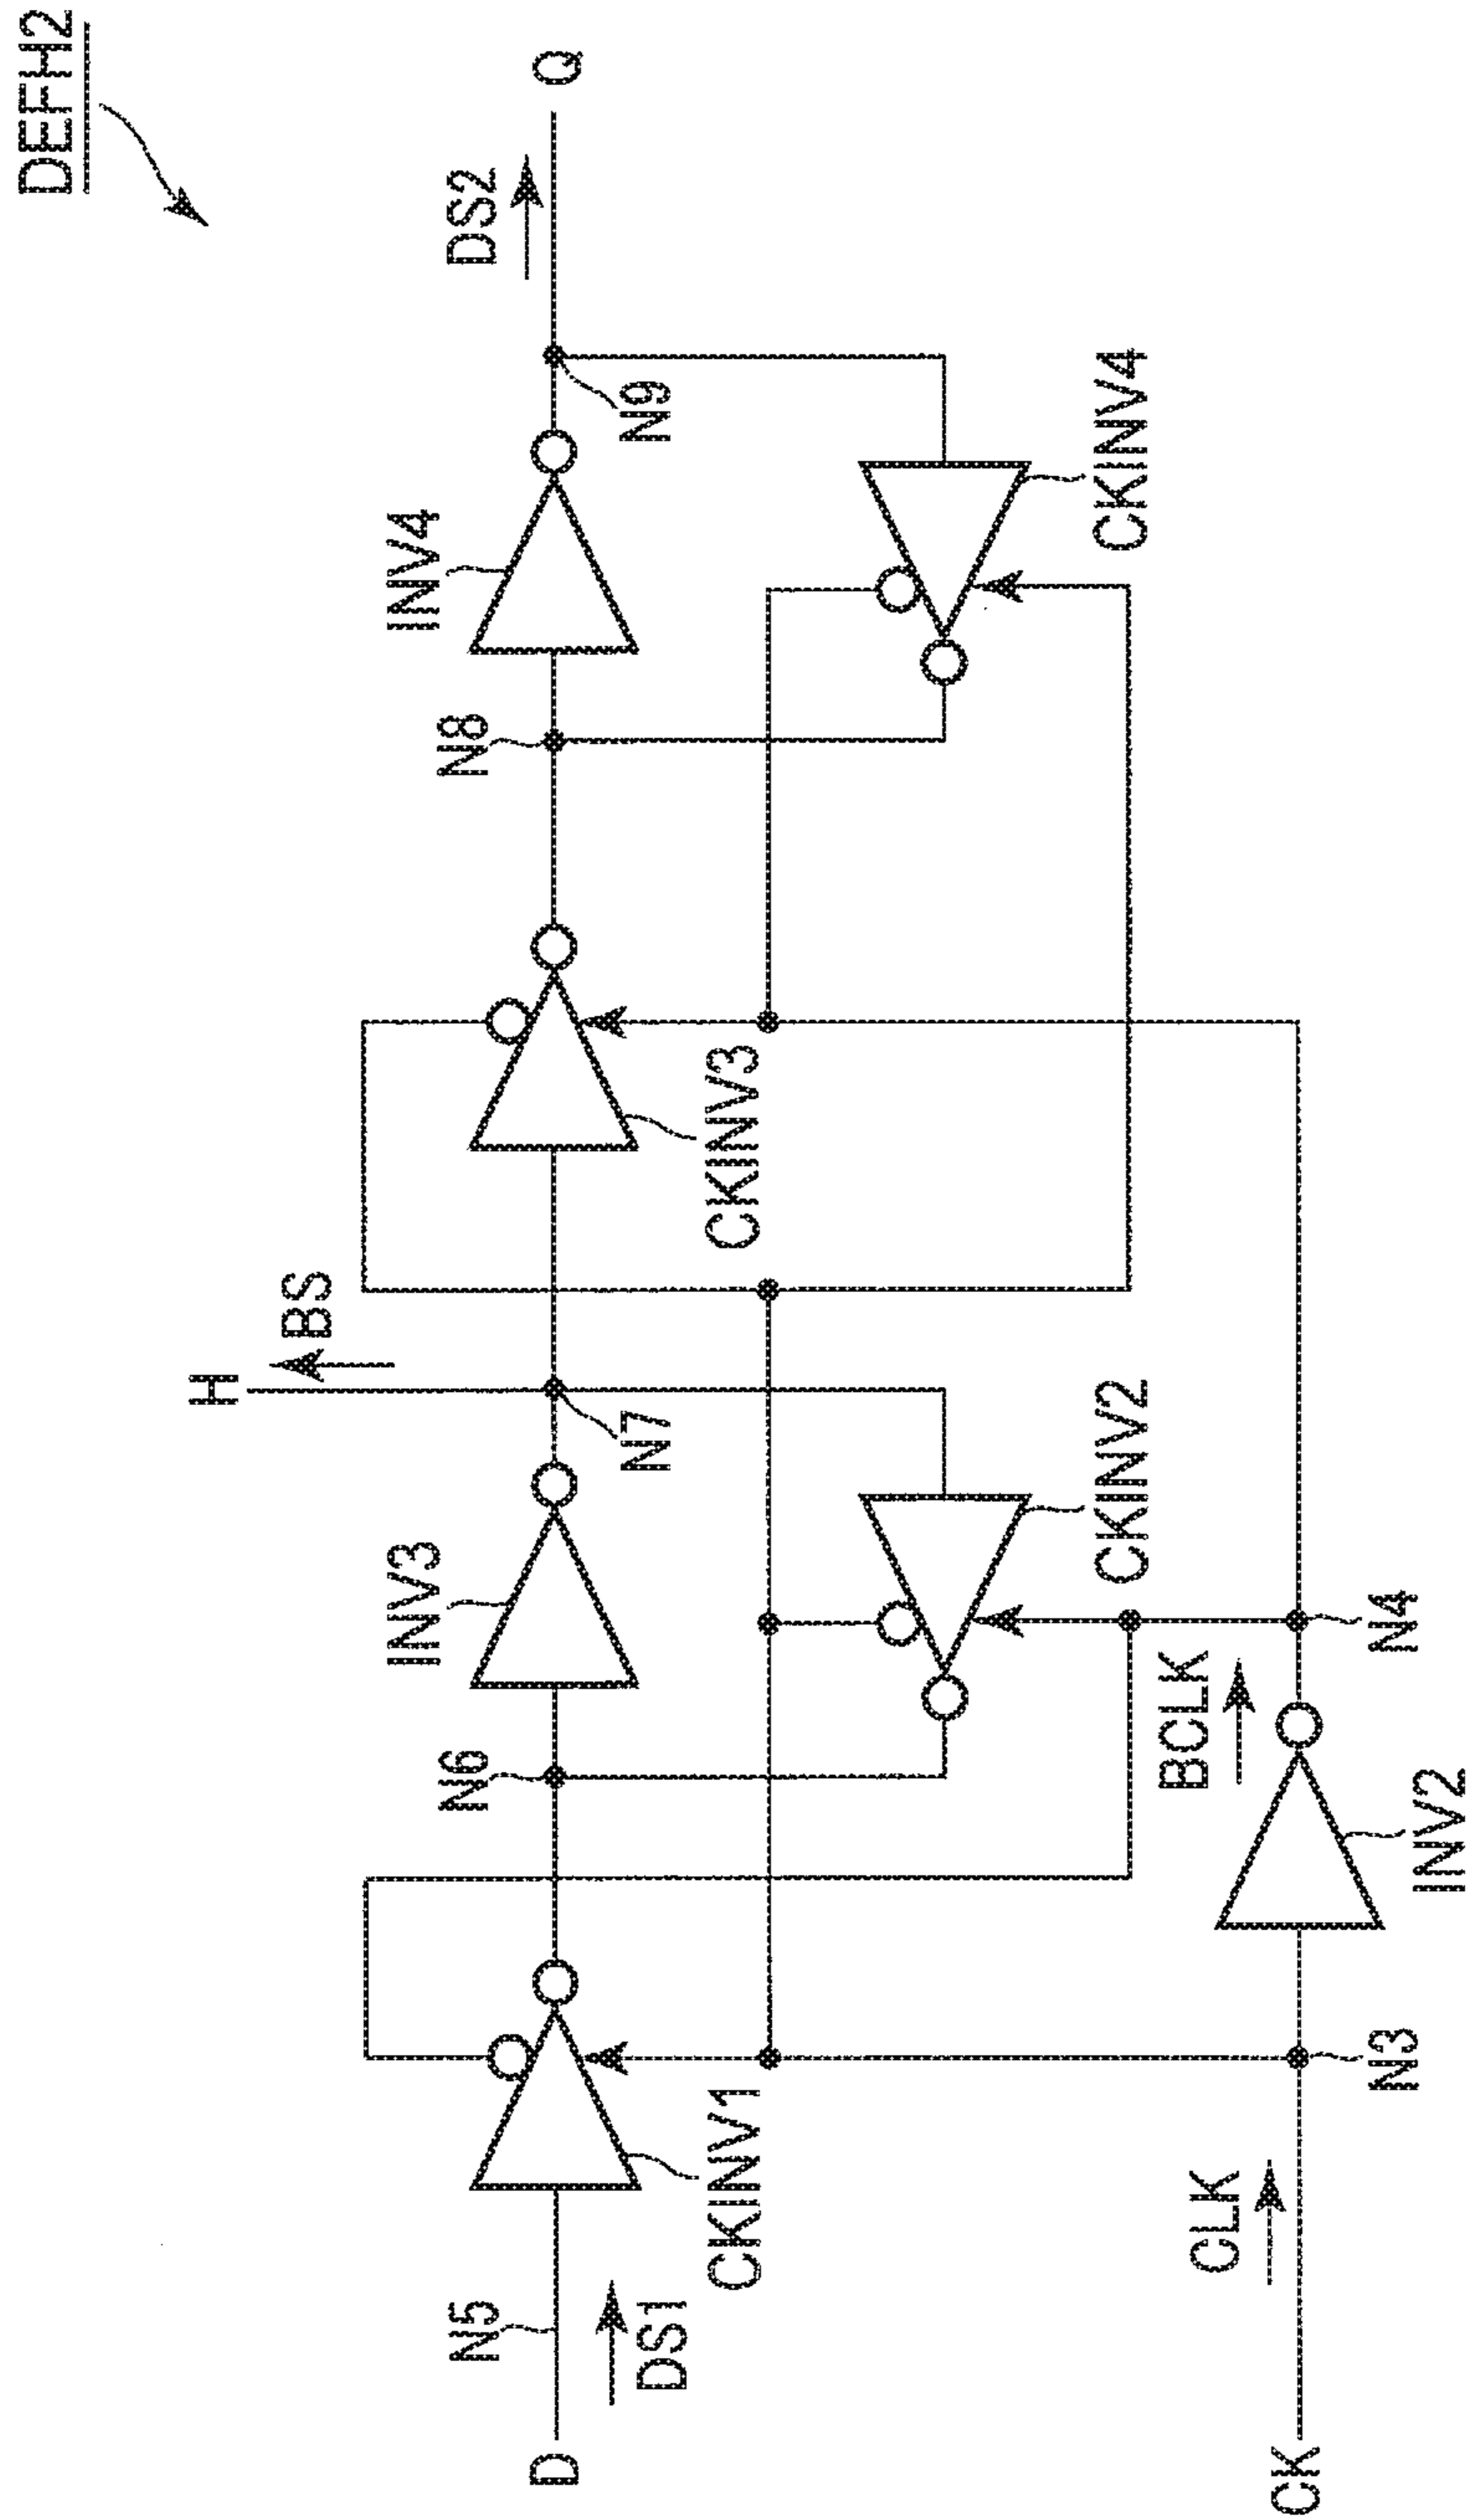 DEFH2
H
BS
INV3
INV4
N6
N8
N5
D
DS1
CKINV1
N7
CKINV3
N9
DS2
Q
CKINV2
CKINV4
BCLK
CLK
CK
N3
INV2
N4